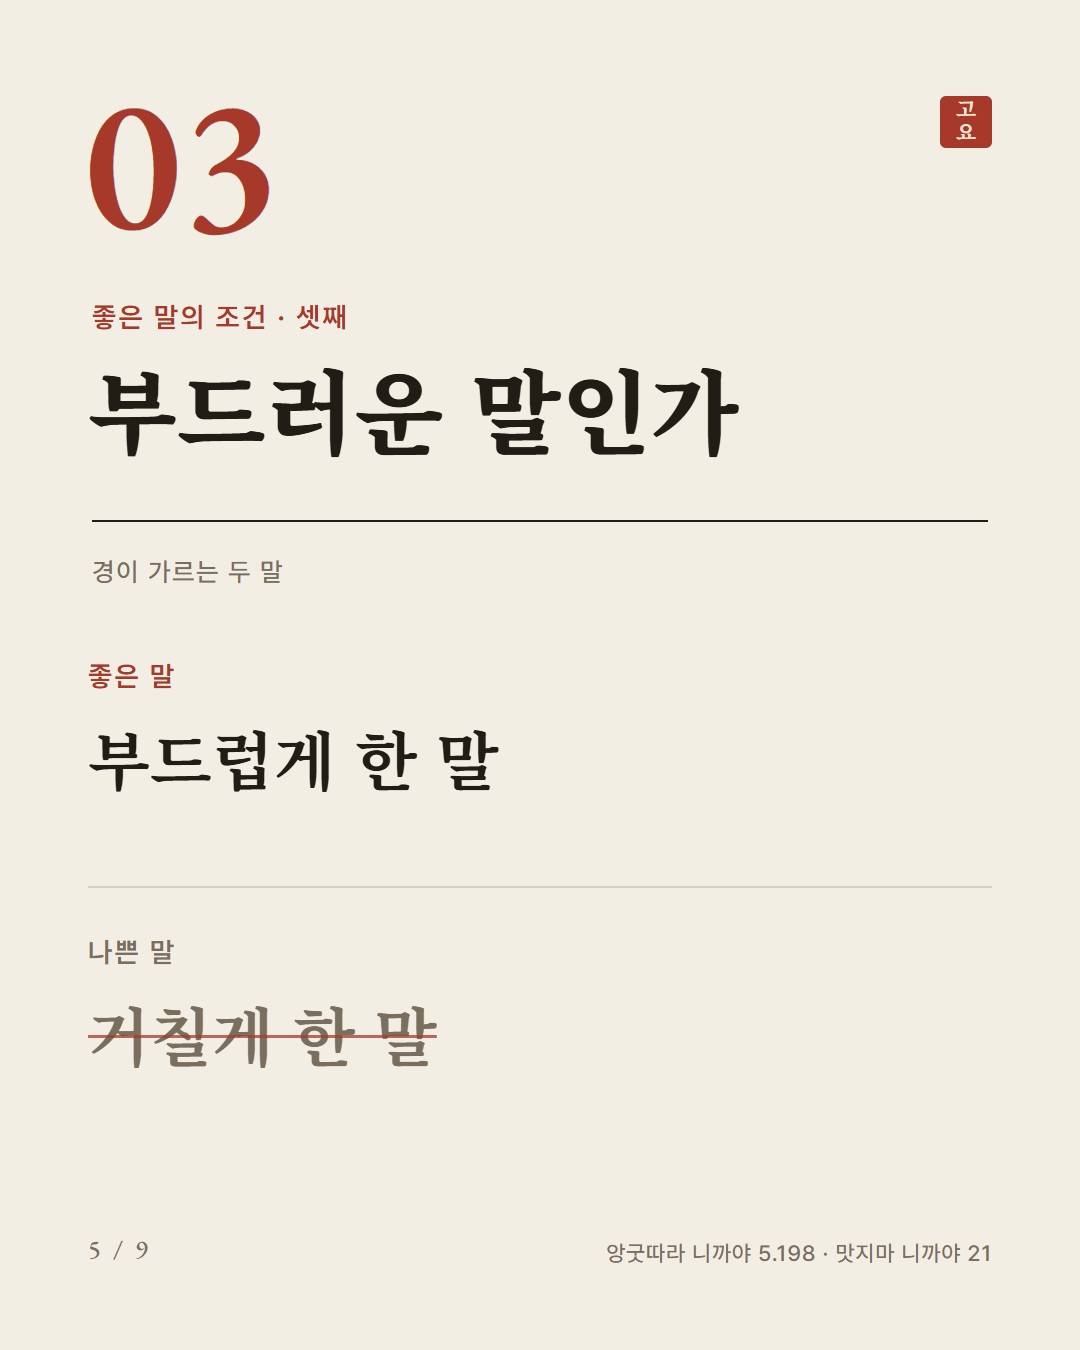 03
고
요
좋은 말의 조건 · 셋째
부드러운 말인가
경이 가르는 두 말
좋은 말
부드럽게 한 말
나쁜 말
거칠게 한 말
5 / 9
앙굿따라 니까야 5.198 · 맛지마 니까야 21